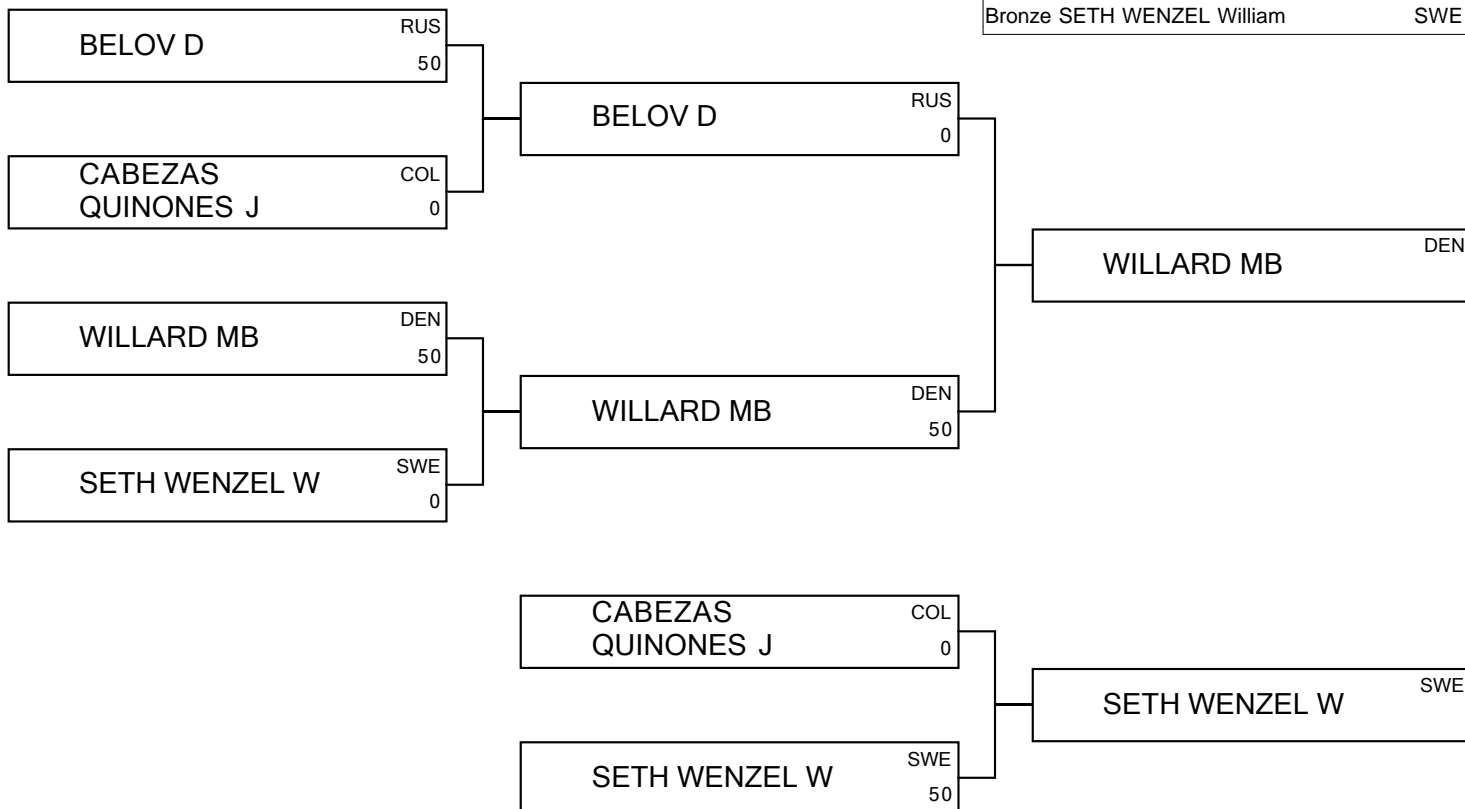 Bronze SETH WENZEL William SWE
BELOV D RUS
50
CABEZAS COL
QUINONES J 0
WILLARD MB DEN
50
SETH WENZEL W SWE
0
BELOV D RUS
0
WILLARD MB DEN
50
WILLARD MB DEN
CABEZAS COL
QUINONES J 0
SETH WENZEL W SWE
50
SETH WENZEL W SWE